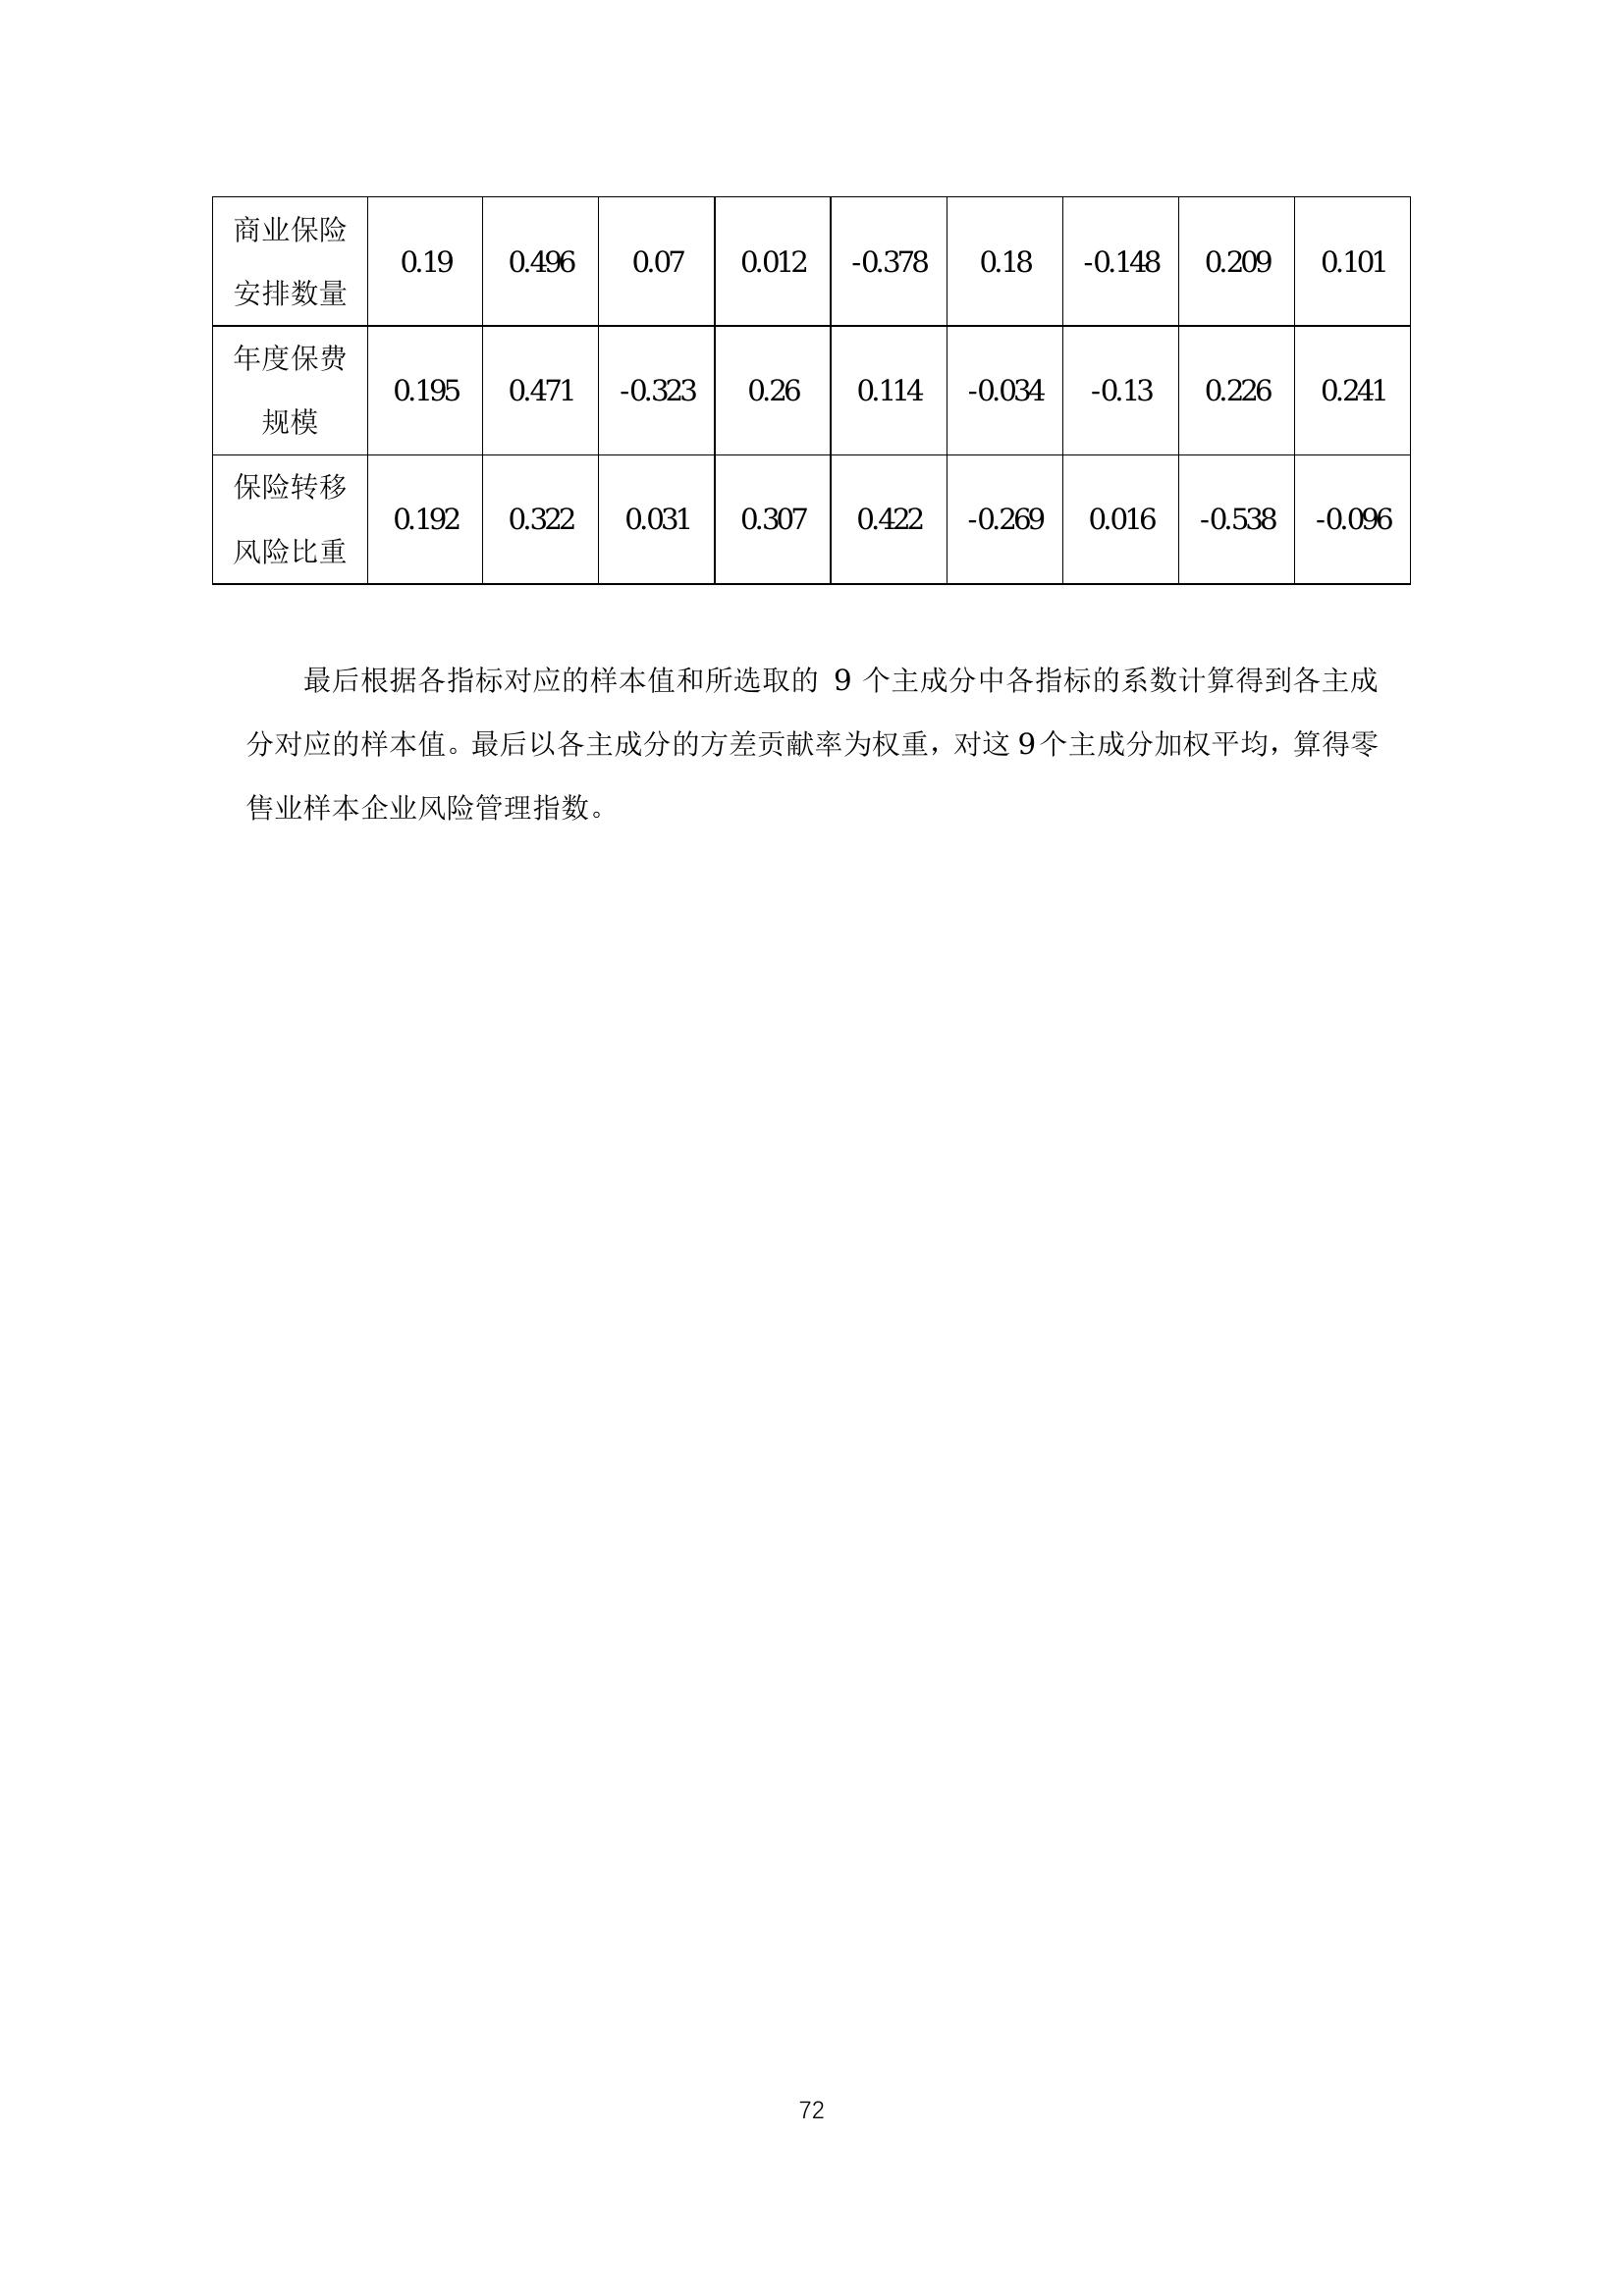 商业保险
安排数量
0.19 0.496 0.07 0.012 -0.378 0.18 -0.148 0.209 0.101
年度保费
规模
0.195 0.471 -0.323 0.26 0.114 -0.034 -0.13 0.226 0.241
保险转移
风险比重
0.192 0.322 0.031 0.307 0.422 -0.269 0.016 -0.538 -0.096
最后根据各指标对应的样本值和所选取的 9 个主成分中各指标的系数计算得到各主成
分对应的样本值。最后以各主成分的方差贡献率为权重，对这 9 个主成分加权平均，算得零
售业样本企业风险管理指数。
72